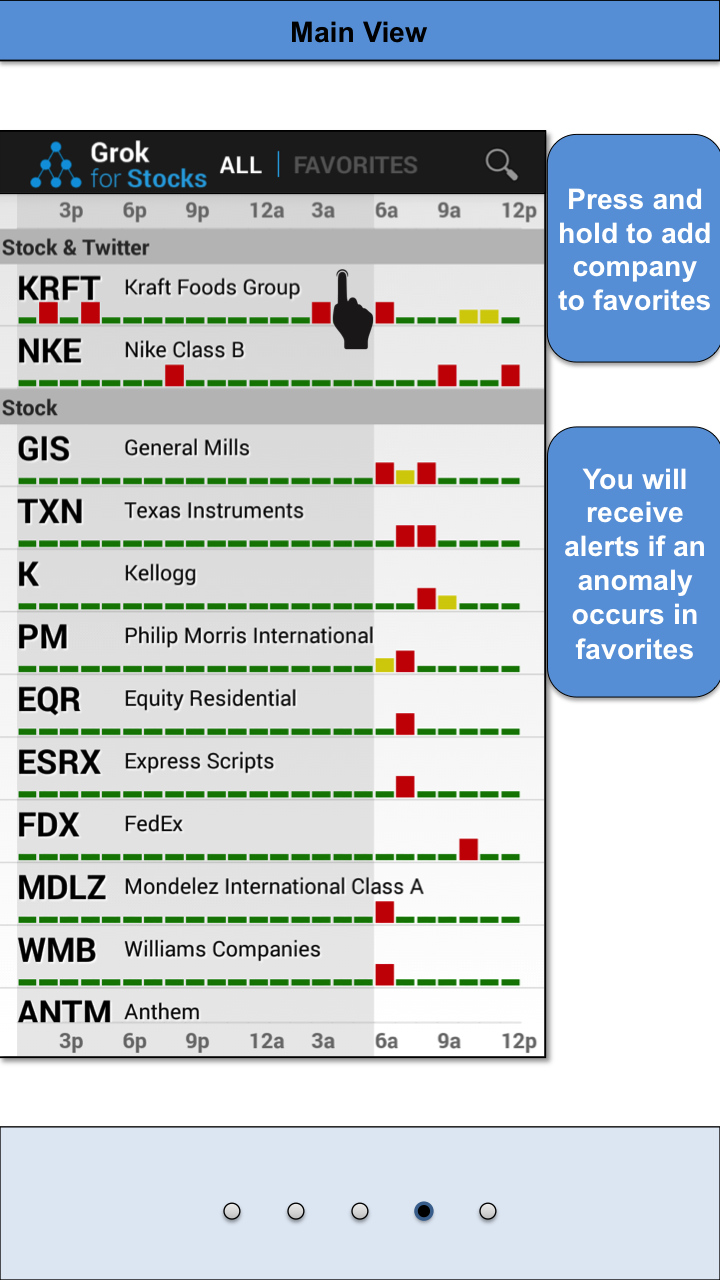 Main View
Grok
for Stocks
ALL
FAVORITES
3p 6p 9p 12a 3a 6a 9a 12p
Stock & Twitter
KRFT Kraft Foods Group
NKE Nike Class B
Stock
GIS General Mills
TXN Texas Instruments
K Kellogg
PM Philip Morris International
EQR Equity Residential
ESRX Express Scripts
FDX FedEx
MDLZ Mondelez International Class A
WMB Williams Companies
ANTM Anthem
3p 6p 9p 12a 3a 6a 9a 12p
Press and
hold to add
company
to favorites
You will
receive
alerts if an
anomaly
occurs in
favorites